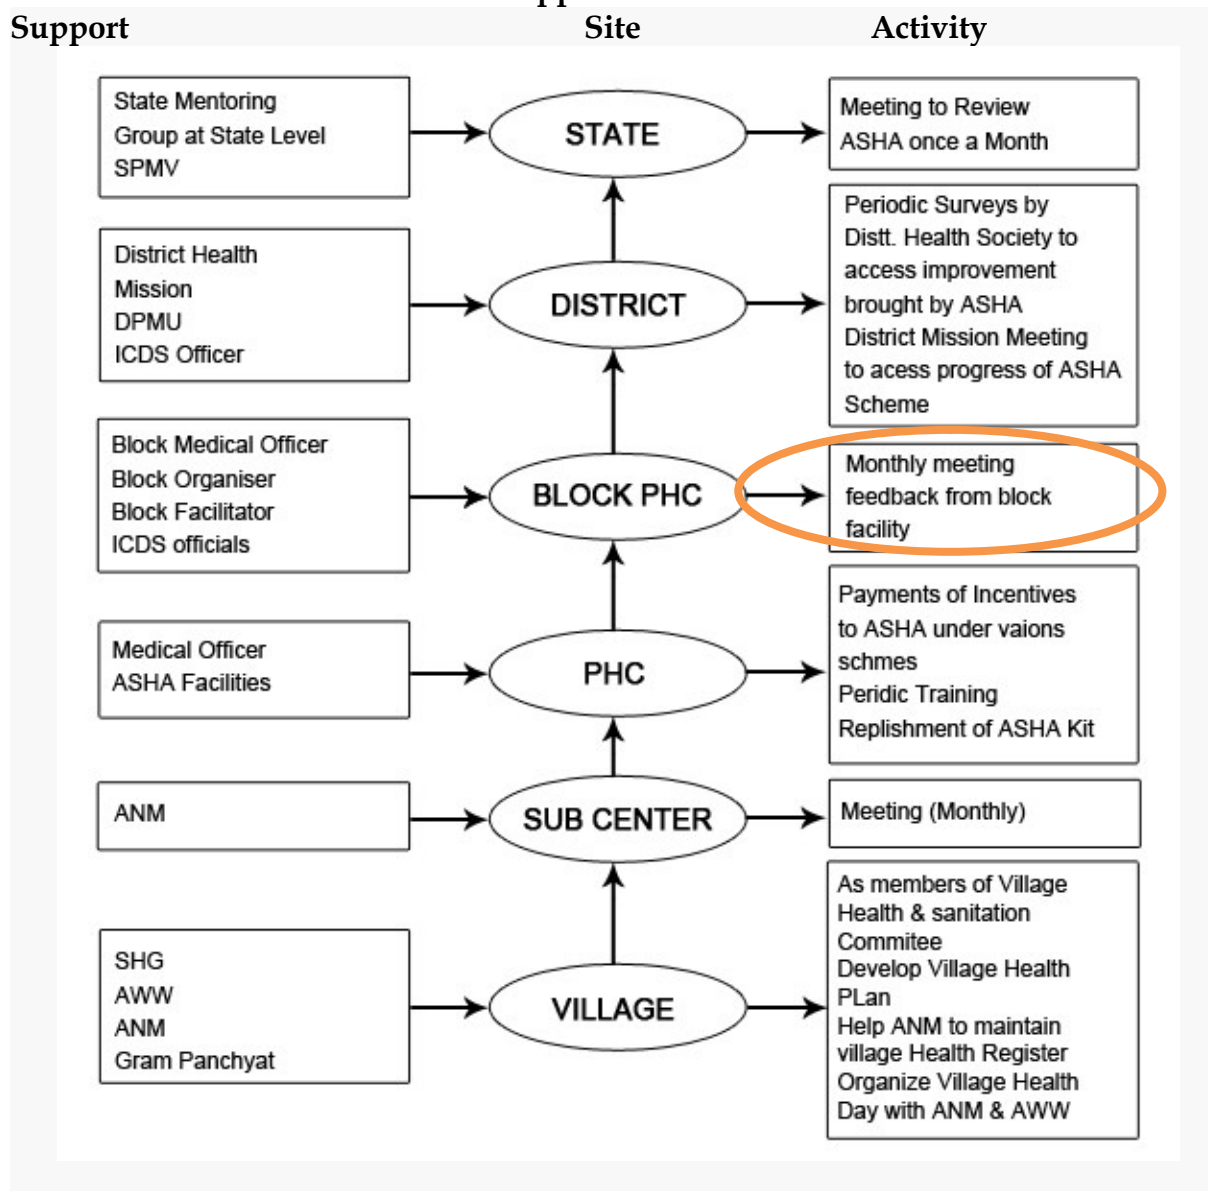 Support Site Activity
State Mentoring
Group at State Level
SPMV
STATE
Meeting to Review
ASHA once a Month
District Health
Mission
DPMU
ICDS Officer
DISTRICT
Periodic Surveys by
Distt. Health Society to
access improvement
brought by ASHA
District Mission Meeting
to acess progress of ASHA
Scheme
Block Medical Officer
Block Organiser
Block Facilitator
ICDS officials
BLOCK PHC
Monthly meeting
feedback from block
facility
Medical Officer
ASHA Facilities
PHC
Payments of Incentives
to ASHA under vaions
schmes
Peridic Training
Replishment of ASHA Kit
ANM
SUB CENTER
Meeting (Monthly)
SHG
AWW
ANM
Gram Panchyat
VILLAGE
As members of Village
Health & sanitation
Commitee
Develop Village Health
PLan
Help ANM to maintain
village Health Register
Organize Village Health
Day with ANM & AWW